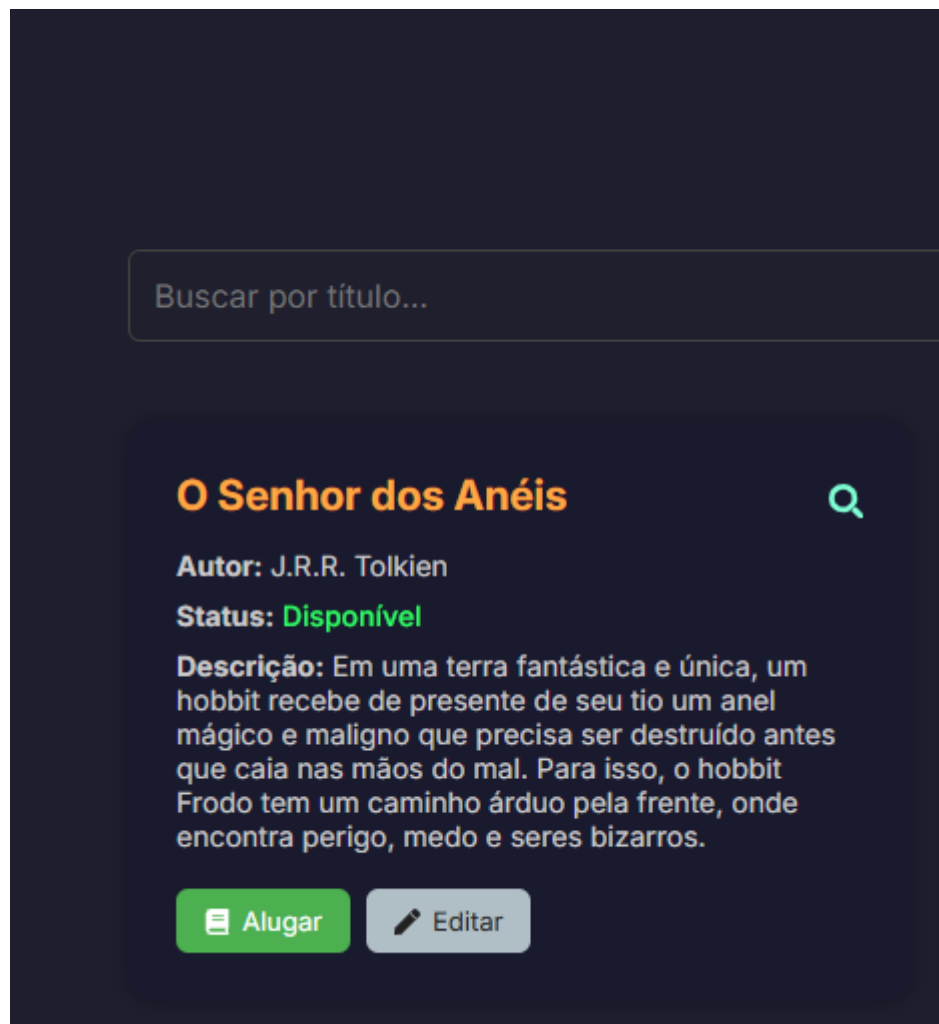 Buscar por título...
O Senhor dos Anéis
Autor: J.R.R. Tolkien
Status: Disponível
Descrição: Em uma terra fantástica e única, um
hobbit recebe de presente de seu tio um anel
mágico e maligno que precisa ser destruído antes
que caia nas mãos do mal. Para isso, o hobbit
Frodo tem um caminho árduo pela frente, onde
encontra perigo, medo e seres bizarros.
Alugar Editar